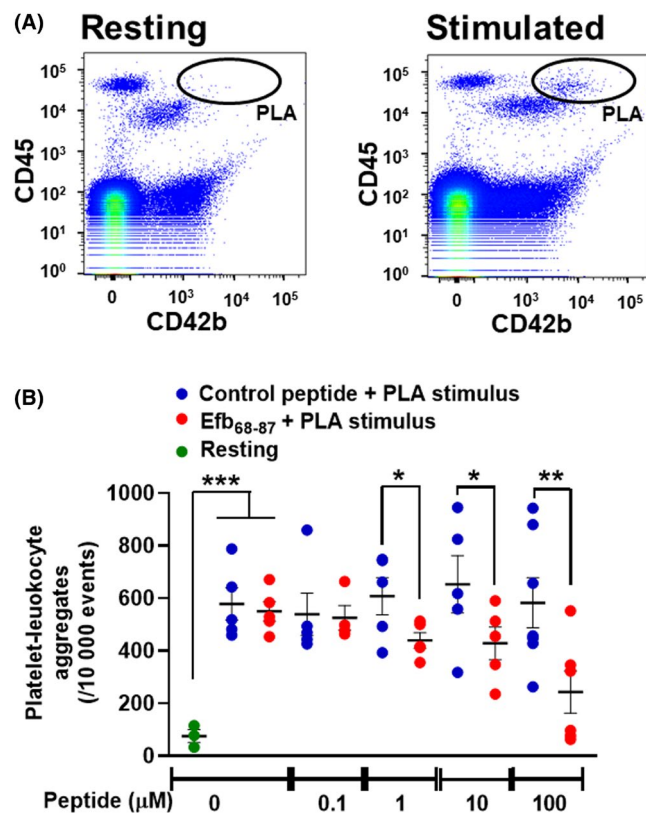 (A) Resting Stimulated
10⁵ 10⁵
PLA PLA
10⁴ 10⁴
CD45 CD45
10³ 10³
10² 10²
10¹ 10¹
10⁰ 10⁰
0 10³ 10⁴ 10⁵ 0 10³ 10⁴ 10⁵
CD42b CD42b
(B)
Control peptide + PLA stimulus
Efb₆₈₋₈₇ + PLA stimulus
Resting
*** * * **
1000
800
600
400
200
0
Platelet-leuokocyte
aggregates
(/10 000 events)
Peptide (μM) 0 0.1 1 10 100